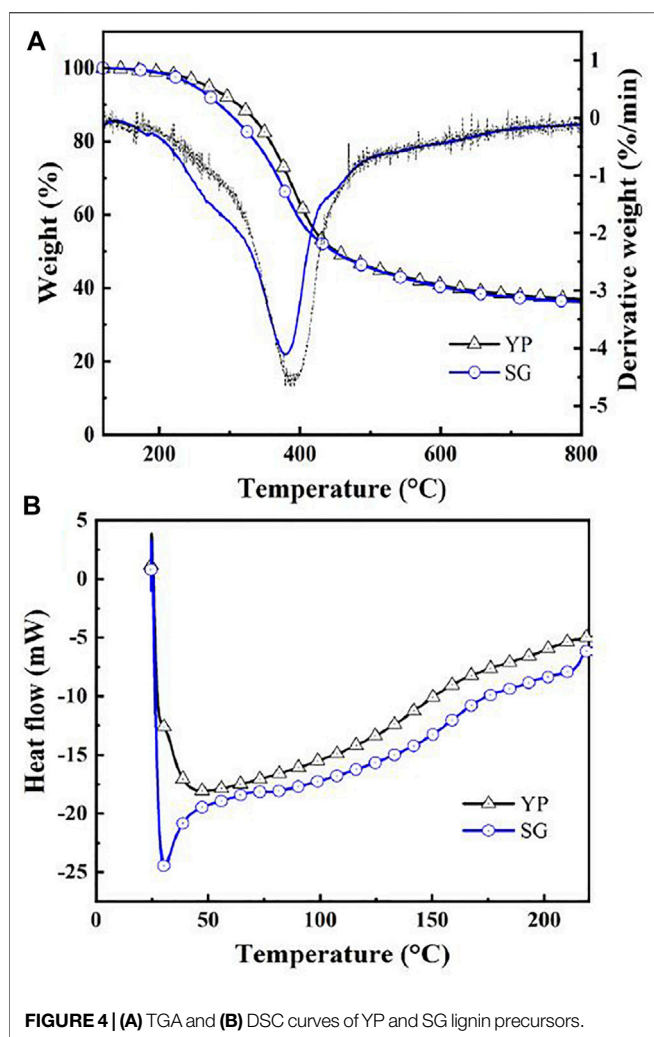 A
100
80
60
40
20
0
Weight (%)
1
0
-1
-2
-3
-4
-5
Derivative weight (%/min)
YP
SG
200
400
600
800
Temperature (°C)
B
5
0
-5
-10
-15
-20
-25
Heat flow (mW)
YP
SG
0
50
100
150
200
Temperature (°C)
FIGURE 4 | (A) TGA and (B) DSC curves of YP and SG lignin precursors.